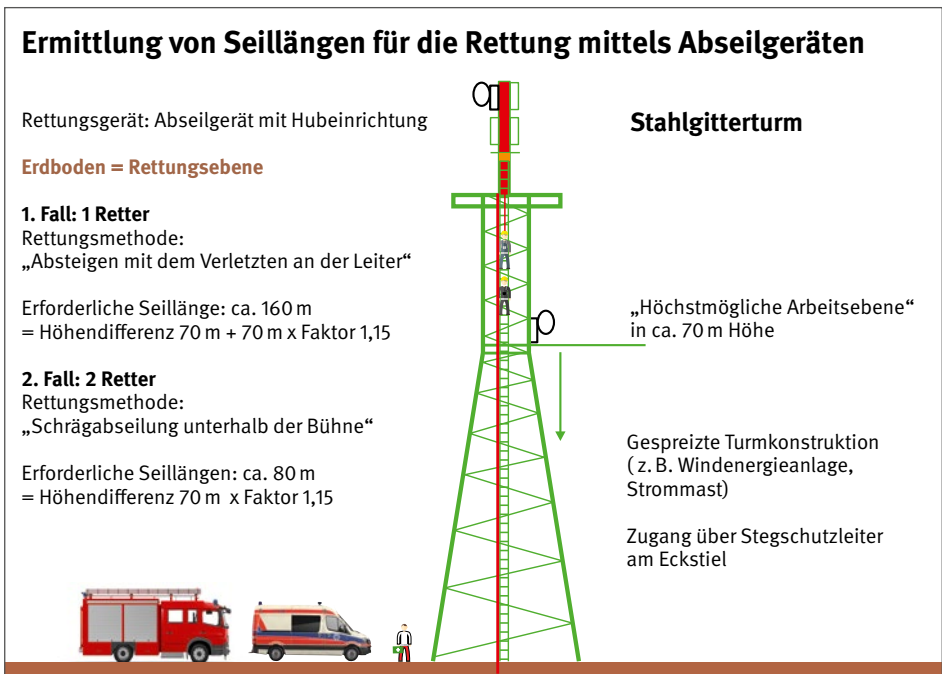 Ermittlung von Seillängen für die Rettung mittels Abseilgeräten
Rettungsgerät: Abseilgerät mit Hubeinrichtung
Erdboden = Rettungsebene
1. Fall: 1 Retter
Rettungsmethode:
„Absteigen mit dem Verletzten an der Leiter“
Erforderliche Seillänge: ca. 160 m
= Höhendifferenz 70 m + 70 m x Faktor 1,15
2. Fall: 2 Retter
Rettungsmethode:
„Schrägabseilung unterhalb der Bühne“
Erforderliche Seillängen: ca. 80 m
= Höhendifferenz 70 m x Faktor 1,15
Stahlgitterturm
„Höchstmögliche Arbeitsebene“
in ca. 70 m Höhe
Gespreizte Turmkonstruktion
( z. B. Windenergieanlage,
Strommast)
Zugang über Stegschutzleiter
am Eckstiel